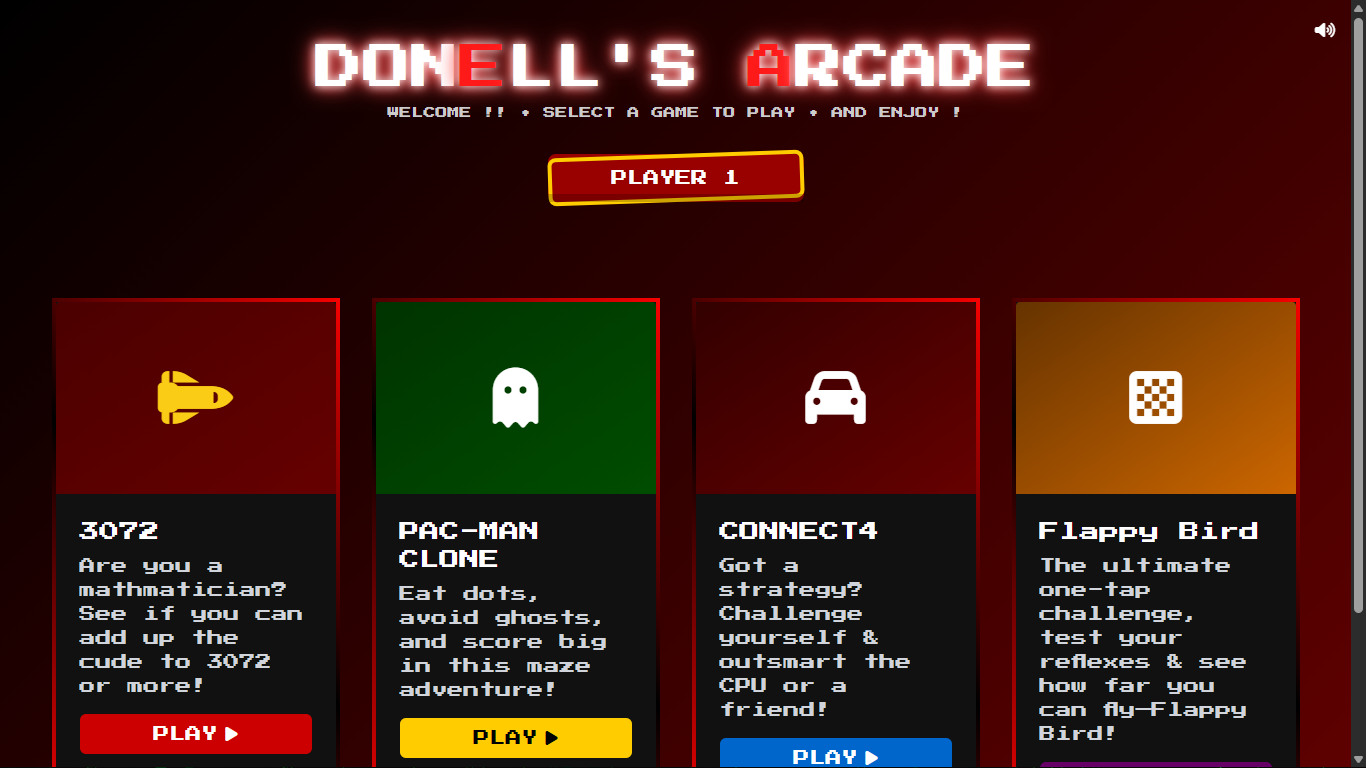 DONELL'S ARCADE
WELCOME !! • SELECT A GAME TO PLAY • AND ENJOY !
PLAYER 1
3072
Are you a
mathmatician?
See if you can
add up the
cude to 3072
or more!
PLAY
PAC-MAN
CLONE
Eat dots,
avoid ghosts,
and score big
in this maze
adventure!
PLAY
CONNECT4
Got a
strategy?
Challenge
yourself &
outsmart the
CPU or a
friend!
PLAY
Flappy Bird
The ultimate
one-tap
challenge,
test your
reflexes & see
how far you
can fly—Flappy
Bird!